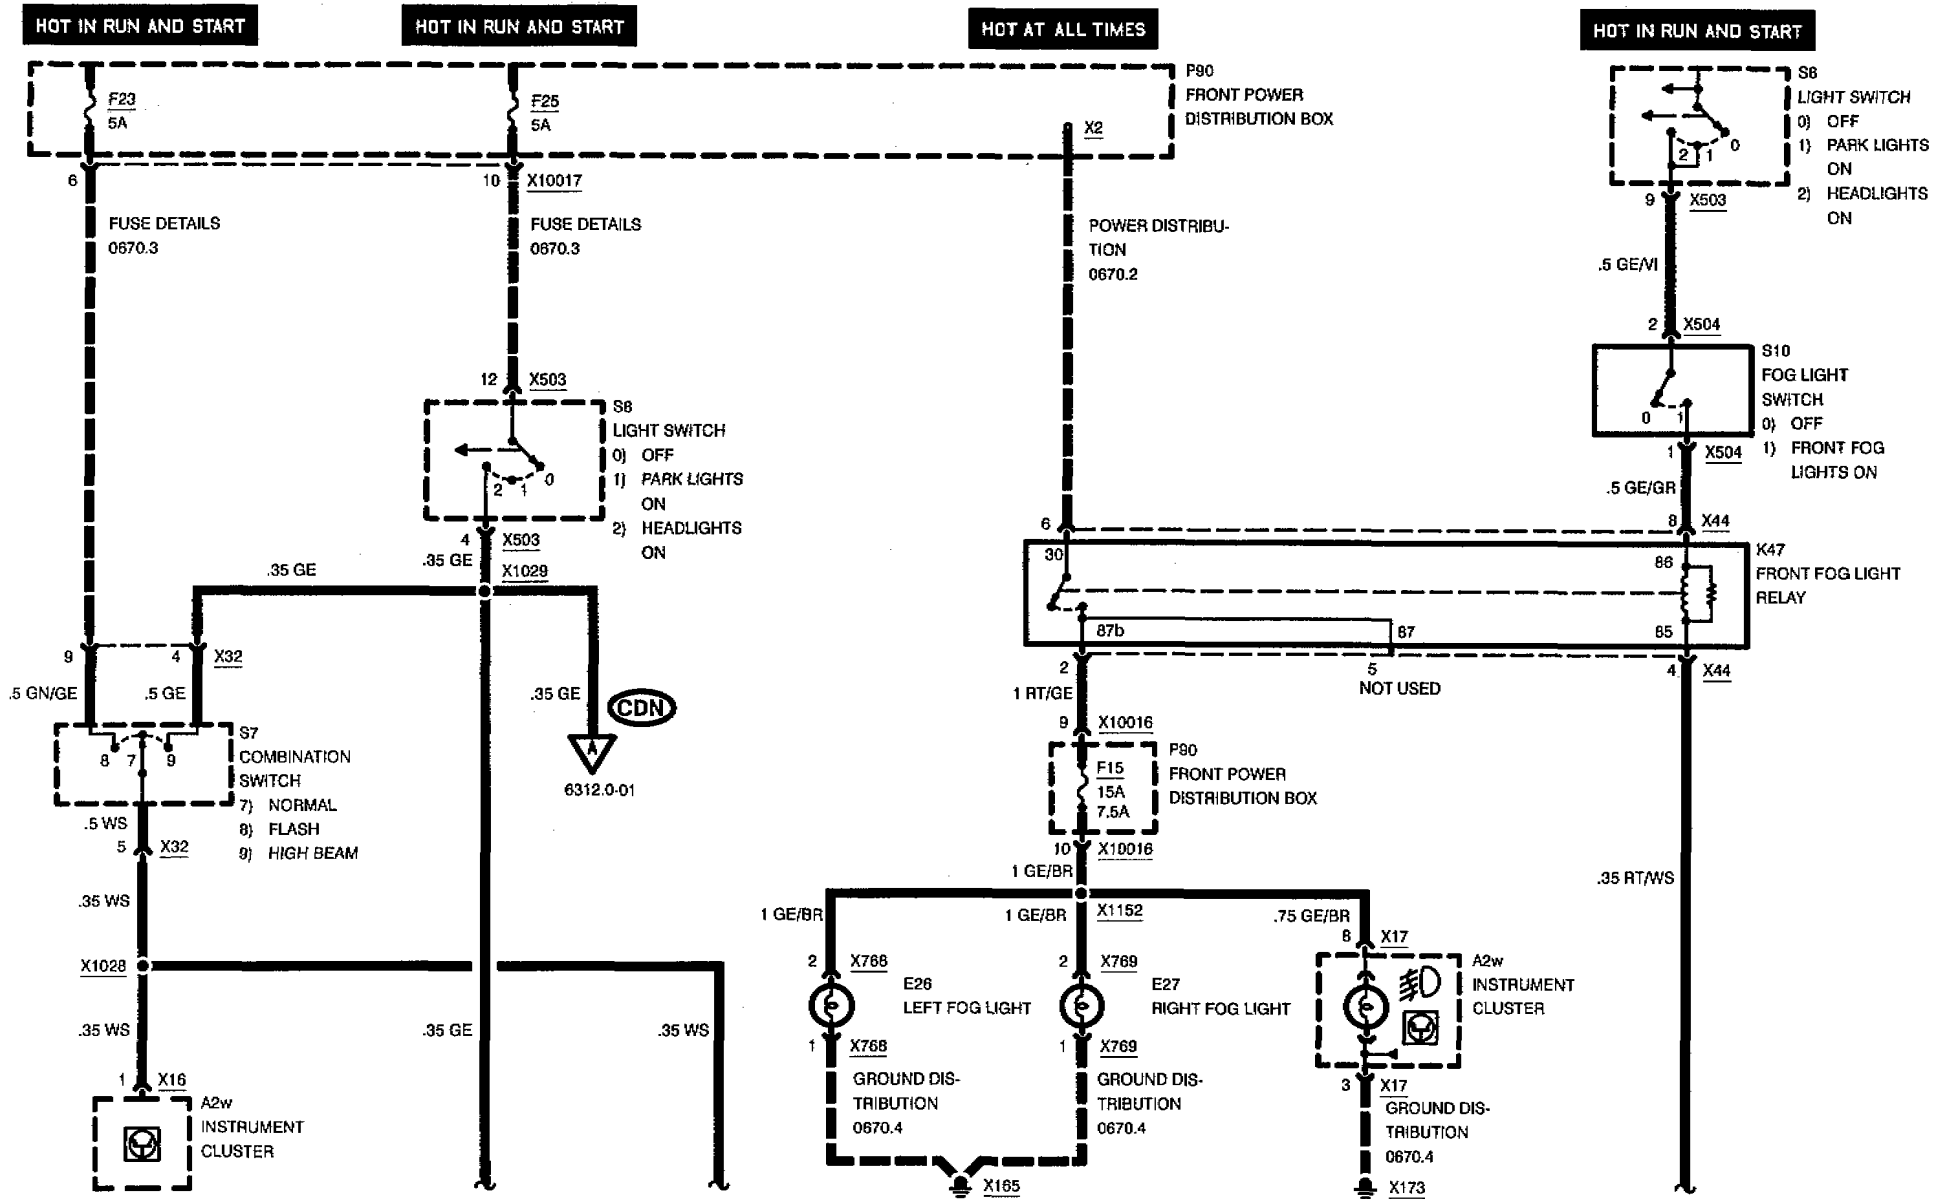 HOT IN RUN AND START
HOT IN RUN AND START
HOT AT ALL TIMES
HOT IN RUN AND START
F23
5A
F25
5A
X2
P90
FRONT POWER
DISTRIBUTION BOX
S8
LIGHT SWITCH
0) OFF
1) PARK LIGHTS
ON
2) HEADLIGHTS
ON
2 1 0
6
10 X10017
9 X503
FUSE DETAILS
0670.3
FUSE DETAILS
0670.3
POWER DISTRIBU-
TION
0670.2
.5 GE/VI
2 X504
S10
FOG LIGHT
SWITCH
0) OFF
1) FRONT FOG
LIGHTS ON
0 1
1 X504
.5 GE/GR
12 X503
S8
LIGHT SWITCH
0) OFF
1) PARK LIGHTS
ON
2) HEADLIGHTS
ON
2 1 0
4 X503
.35 GE
X1029
.35 GE
6
8 X44
30
86
K47
FRONT FOG LIGHT
RELAY
87b
87
85
2
5
NOT USED
4 X44
9
4 X32
.5 GN/GE
.5 GE
.35 GE
CDN
A
6312.0-01
1 RT/GE
9 X10016
S7
COMBINATION
SWITCH
7) NORMAL
8) FLASH
9) HIGH BEAM
8 7 9
P90
FRONT POWER
DISTRIBUTION BOX
F15
15A
7.5A
.5 WS
5 X32
10 X10016
1 GE/BR
.35 WS
.35 RT/WS
1 GE/BR
1 GE/BR
X1152
.75 GE/BR
8 X17
X1028
2 X768
E26
LEFT FOG LIGHT
2 X769
E27
RIGHT FOG LIGHT
A2w
INSTRUMENT
CLUSTER
.35 WS
.35 GE
.35 WS
1 X768
1 X769
3 X17
GROUND DIS-
TRIBUTION
0670.4
GROUND DIS-
TRIBUTION
0670.4
GROUND DIS-
TRIBUTION
0670.4
1 X16
A2w
INSTRUMENT
CLUSTER
X165
X173